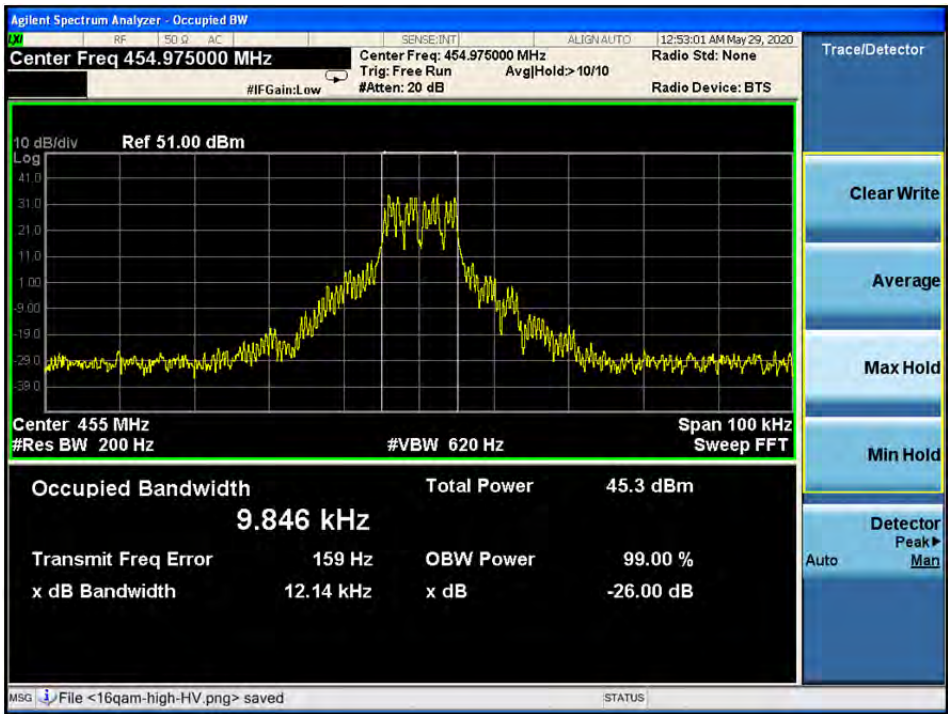 Agilent Spectrum Analyzer - Occupied BW
LXI RF 50 Ω AC SENSE:INT ALIGN AUTO 12:53:01 AM May 29, 2020
Center Freq 454.975000 MHz
Center Freq: 454.975000 MHz Radio Std: None
Trig: Free Run Avg|Hold:> 10/10
#IFGain:Low #Atten: 20 dB Radio Device: BTS
Trace/Detector
10 dB/div Ref 51.00 dBm
Log
41.0
31.0
21.0
11.0
1.00
-9.00
-19.0
-29.0
-39.0
Center 455 MHz Span 100 kHz
#Res BW 200 Hz #VBW 620 Hz Sweep FFT
Clear Write
Average
Max Hold
Min Hold
Detector
Peak▶
Auto Man
Occupied Bandwidth Total Power 45.3 dBm
9.846 kHz
Transmit Freq Error 159 Hz OBW Power 99.00 %
x dB Bandwidth 12.14 kHz x dB -26.00 dB
MSG File <16qam-high-HV.png> saved STATUS